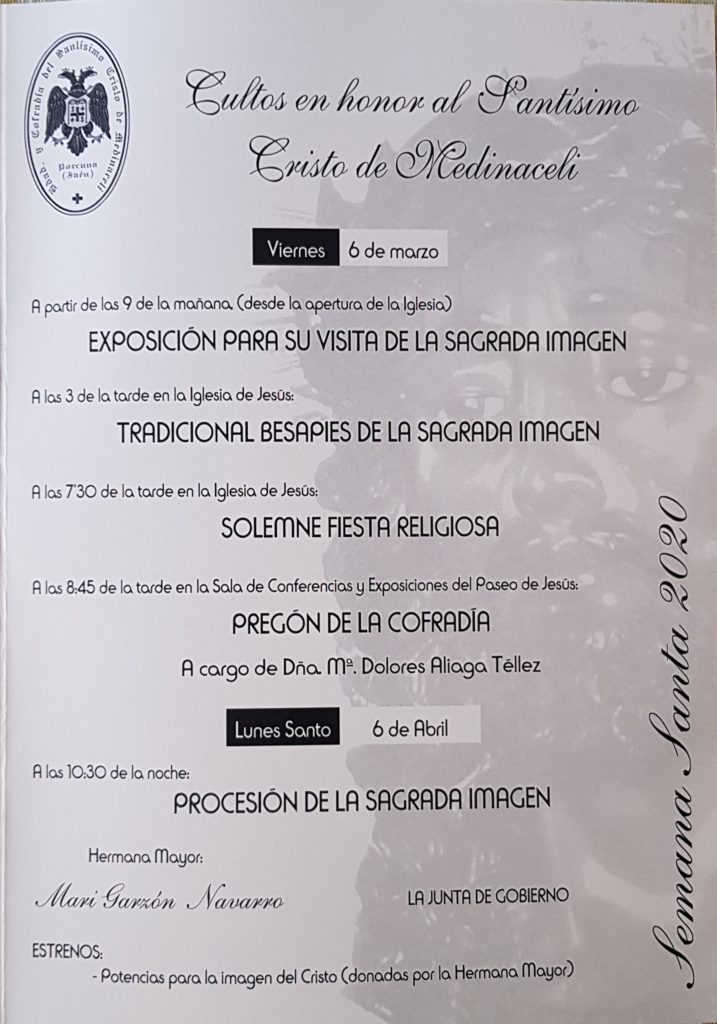 Hdad. y Cofradía del Santísimo Cristo de Medinaceli
Porcuna
(Jaén)
Cultos en honor al Santísimo
Cristo de Medinaceli
Viernes 6 de marzo
A partir de las 9 de la mañana, (desde la apertura de la Iglesia)
EXPOSICIÓN PARA SU VISITA DE LA SAGRADA IMAGEN
A las 3 de la tarde en la Iglesia de Jesús:
TRADICIONAL BESAPIES DE LA SAGRADA IMAGEN
A las 7'30 de la tarde en la Iglesia de Jesús:
SOLEMNE FIESTA RELIGIOSA
A las 8:45 de la tarde en la Sala de Conferencias y Exposiciones del Paseo de Jesús:
PREGÓN DE LA COFRADÍA
A cargo de Dña. Mª. Dolores Aliaga Téllez
Lunes Santo 6 de Abril
A las 10:30 de la noche:
PROCESIÓN DE LA SAGRADA IMAGEN
Hermana Mayor:
Mari Garzón Navarro
LA JUNTA DE GOBIERNO
ESTRENOS:
- Potencias para la imagen del Cristo (donadas por la Hermana Mayor)
Semana Santa 2020